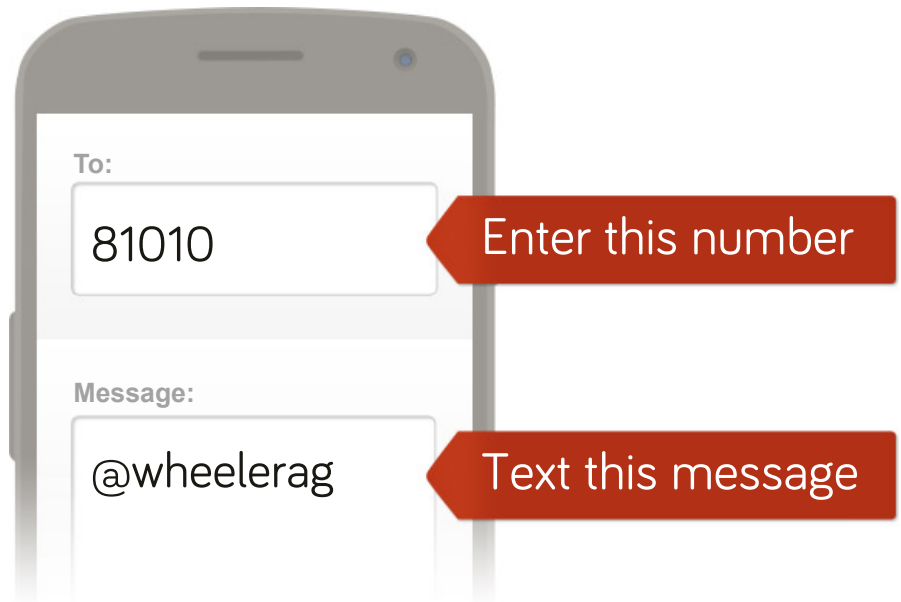 To:
81010
Enter this number
Message:
@wheelerag
Text this message